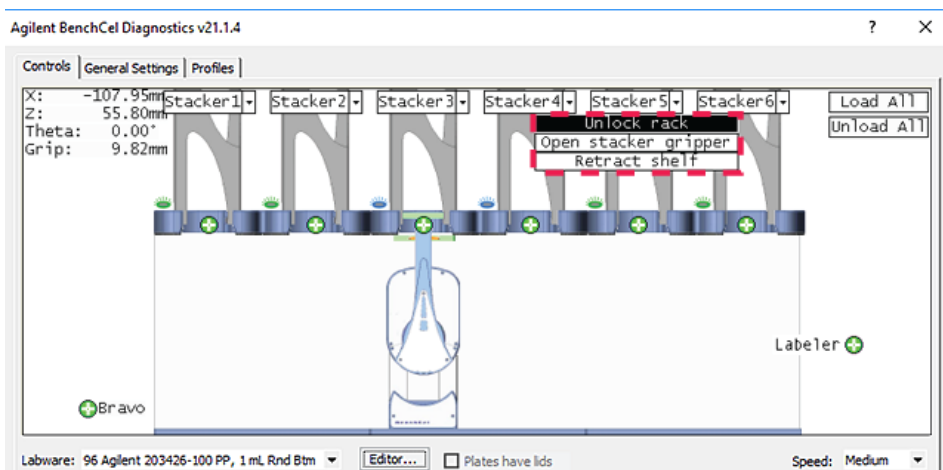 Agilent BenchCel Diagnostics v21.1.4 ? X
Controls General Settings Profiles
X: -107.95mm
Z: 55.80mm
Theta: 0.00°
Grip: 9.82mm
Stacker1 Stacker2 Stacker3 Stacker4 Stacker5 Stacker6
Load All
Unload All
Unlock rack
Open stacker gripper
Retract shelf
Labeler
Bravo
Labware: 96 Agilent 203426-100 PP, 1 mL Rnd Btm Editor... Plates have lids Speed: Medium